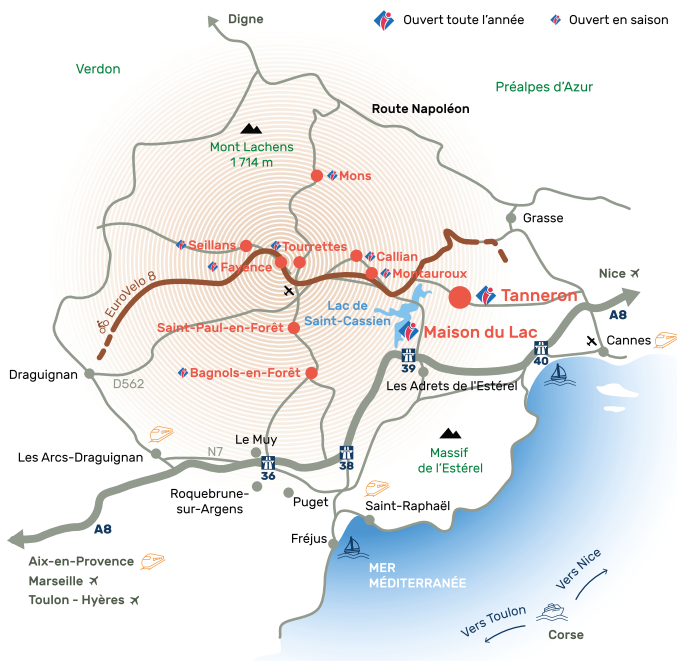 Digne
Ouvert toute l'année
Ouvert en saison
Verdon
Préalpes d'Azur
Route Napoléon
Mont Lachens
1 714 m
Mons
Grasse
Seillans
Tourrettes
Callian
Fayence
Montauroux
Nice
EuroVelo 8
Tanneron
Lac de
Saint-Cassien
A8
Saint-Paul-en-Forêt
Maison du Lac
Cannes
39
40
Draguignan
D562
Bagnols-en-Forêt
Les Adrets de l'Estérel
Le Muy
N7
Les Arcs-Draguignan
38
36
Massif
de l'Estérel
Roquebrune-
sur-Argens
Puget
Saint-Raphaël
A8
Fréjus
Aix-en-Provence
Marseille
Toulon - Hyères
MER
MÉDITERRANÉE
Vers Nice
Vers Toulon
Corse